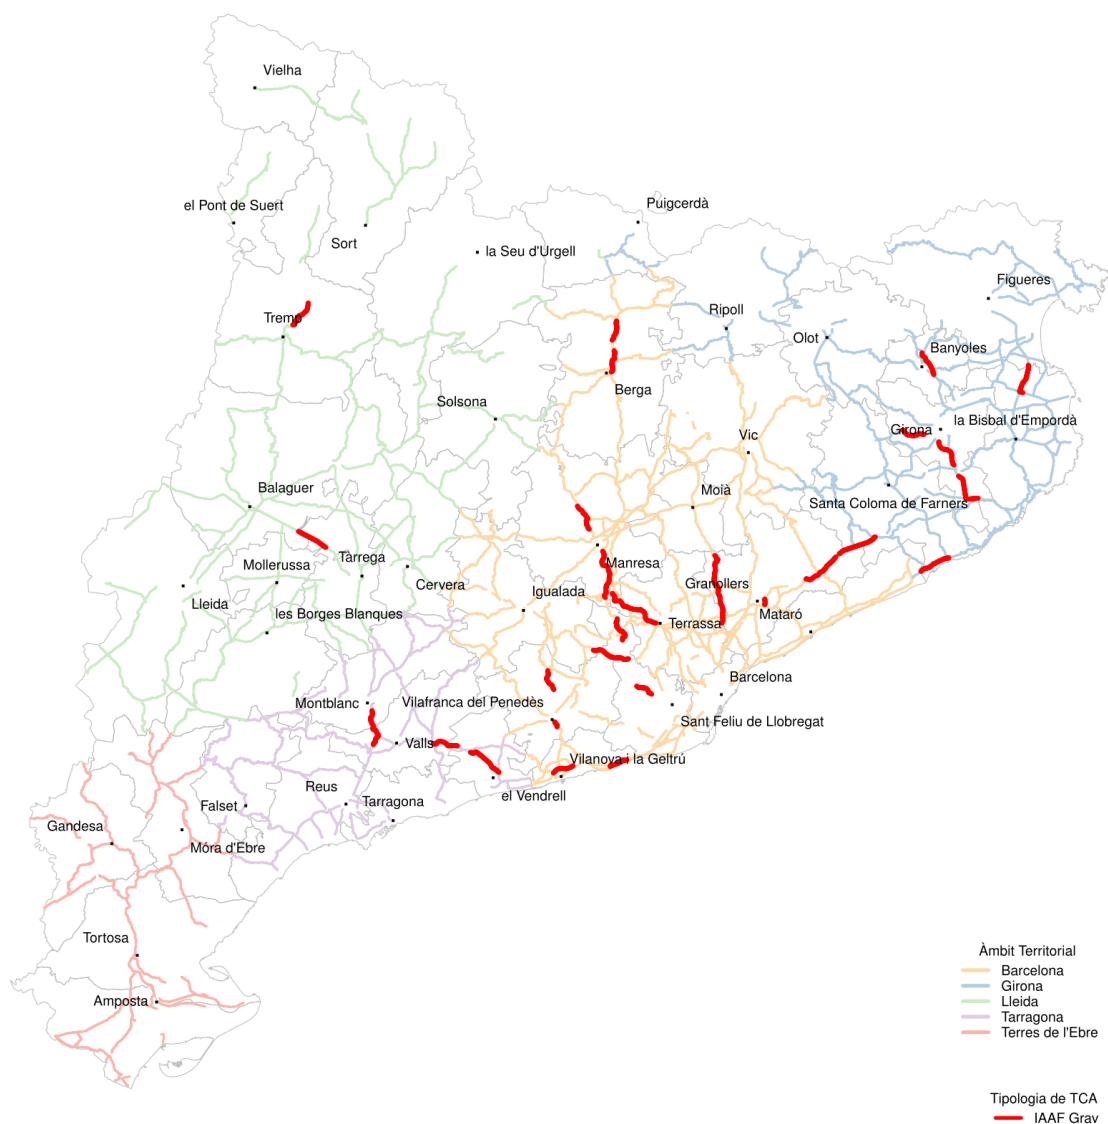 Vielha
el Pont de Suert
Puigcerdà
Sort
la Seu d'Urgell
Figueres
Tremp
Ripoll
Olot
Banyoles
Berga
Solsona
la Bisbal d'Empordà
Girona
Vic
Balaguer
Moià
Santa Coloma de Farners
Tàrrega
Manresa
Mollerussa
Cervera
Granollers
Igualada
Lleida
les Borges Blanques
Mataró
Terrassa
Barcelona
Montblanc
Vilafranca del Penedès
Sant Feliu de Llobregat
Valls
Vilanova i la Geltrú
Reus
el Vendrell
Falset
Tarragona
Gandesa
Móra d'Ebre
Tortosa
Amposta
Àmbit Territorial
Barcelona
Girona
Lleida
Tarragona
Terres de l'Ebre
Tipologia de TCA
IAAF Grav